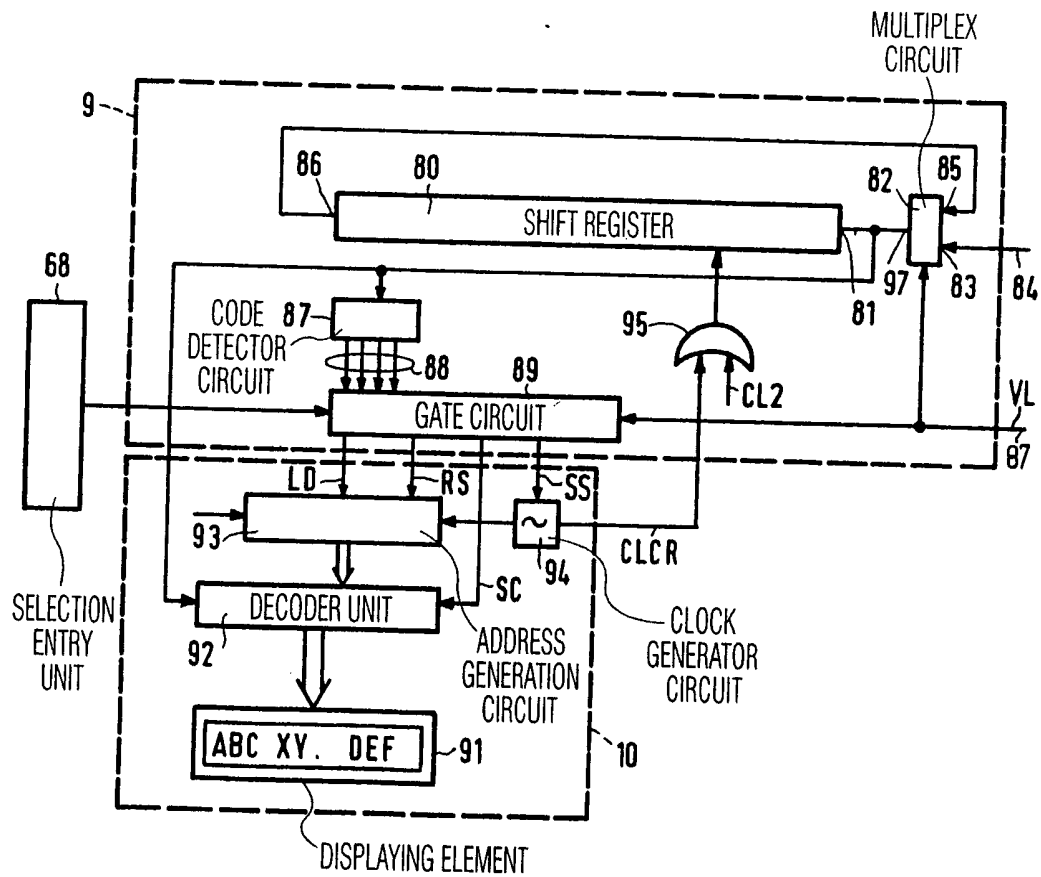 MULTIPLEX
CIRCUIT
9
86
80
82
85
SHIFT REGISTER
68
81
97
83
84
CODE
DETECTOR
CIRCUIT
87
88
95
89
CL2
GATE CIRCUIT
VL
87
LD
RS
SS
93
94
CLCR
SC
DECODER UNIT
92
SELECTION
ENTRY
UNIT
ADDRESS
GENERATION
CIRCUIT
CLOCK
GENERATOR
CIRCUIT
ABC XY. DEF
91
10
DISPLAYING ELEMENT